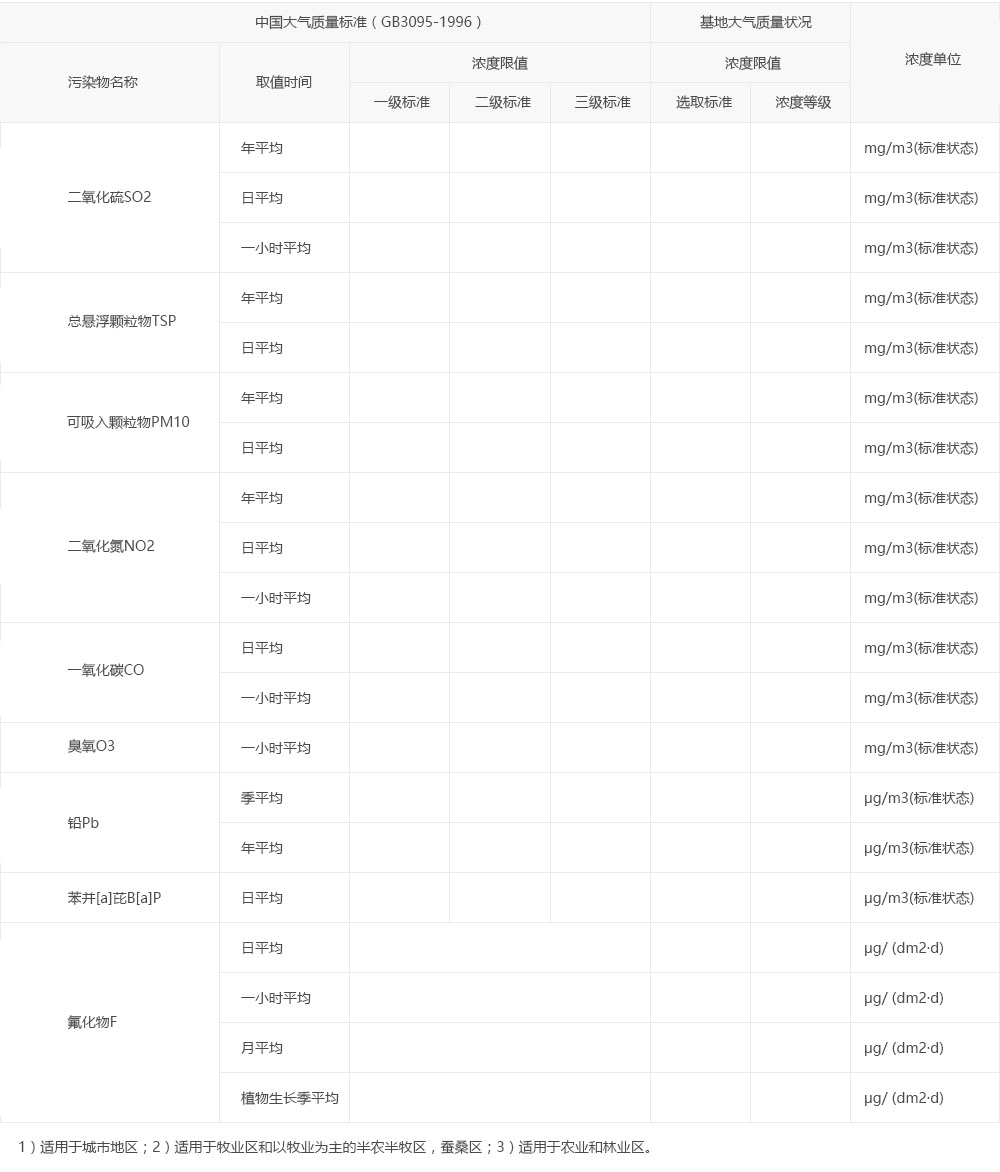 中国大气质量标准（GB3095-1996） 基地大气质量状况 浓度单位
污染物名称 取值时间 浓度限值 浓度限值
一级标准 二级标准 三级标准 选取标准 浓度等级
二氧化硫SO2 年平均 mg/m3(标准状态)
日平均 mg/m3(标准状态)
一小时平均 mg/m3(标准状态)
总悬浮颗粒物TSP 年平均 mg/m3(标准状态)
日平均 mg/m3(标准状态)
可吸入颗粒物PM10 年平均 mg/m3(标准状态)
日平均 mg/m3(标准状态)
二氧化氮NO2 年平均 mg/m3(标准状态)
日平均 mg/m3(标准状态)
一小时平均 mg/m3(标准状态)
一氧化碳CO 日平均 mg/m3(标准状态)
一小时平均 mg/m3(标准状态)
臭氧O3 一小时平均 mg/m3(标准状态)
铅Pb 季平均 μg/m3(标准状态)
年平均 μg/m3(标准状态)
苯并[a]芘B[a]P 日平均 μg/m3(标准状态)
氟化物F 日平均 μg/ (dm2·d)
一小时平均 μg/ (dm2·d)
月平均 μg/ (dm2·d)
植物生长季平均 μg/ (dm2·d)
1）适用于城市地区；2）适用于牧业区和以牧业为主的半农半牧区，蚕桑区；3）适用于农业和林业区。